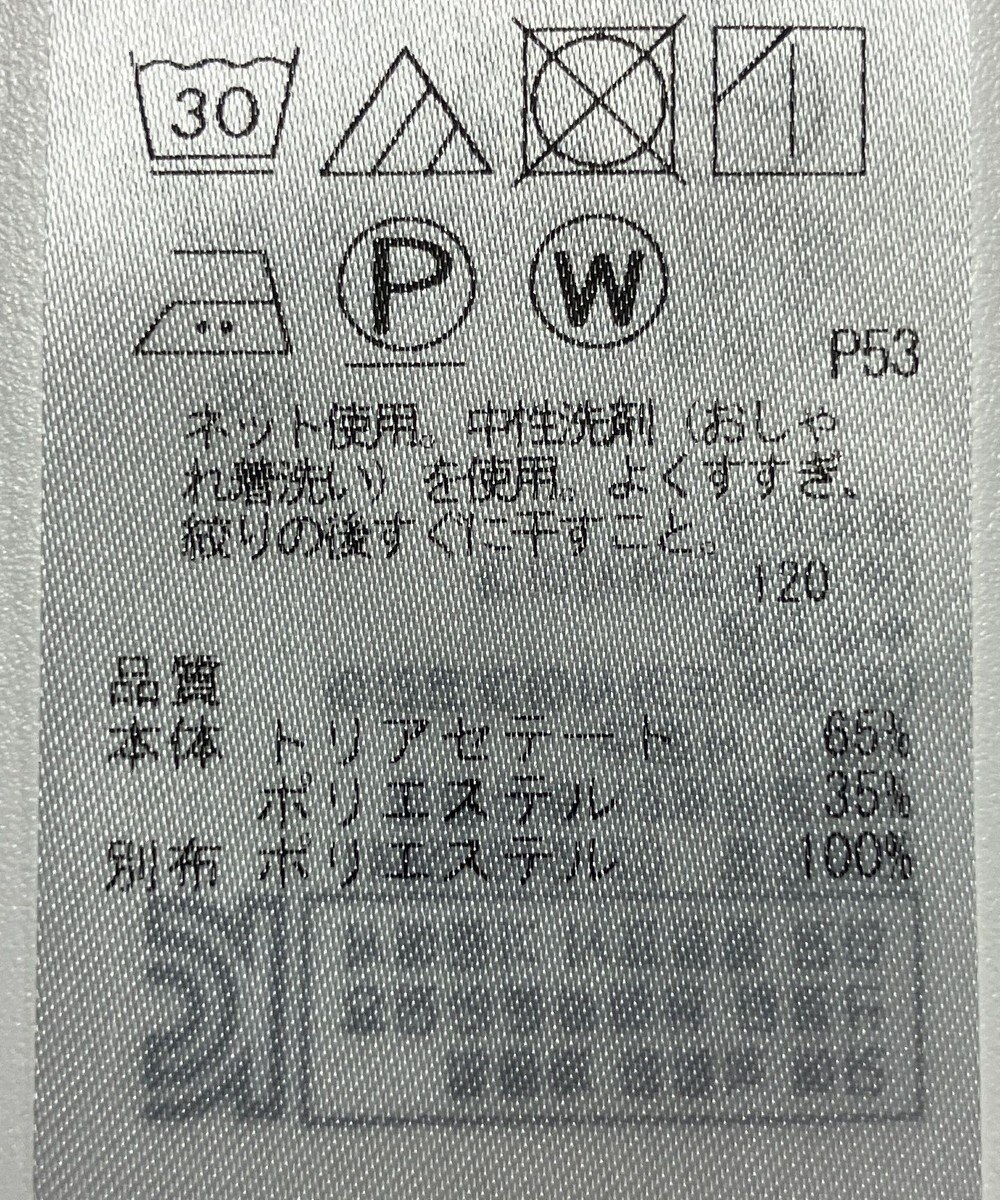 30
P W
P53
ネット使用。中性洗剤（おしゃ
れ着洗い）を使用。よくすすぎ、
絞りの後すぐに干すこと。
120
品質
本体 トリアセテート 65%
ポリエステル 35%
別布 ポリエステル 100%